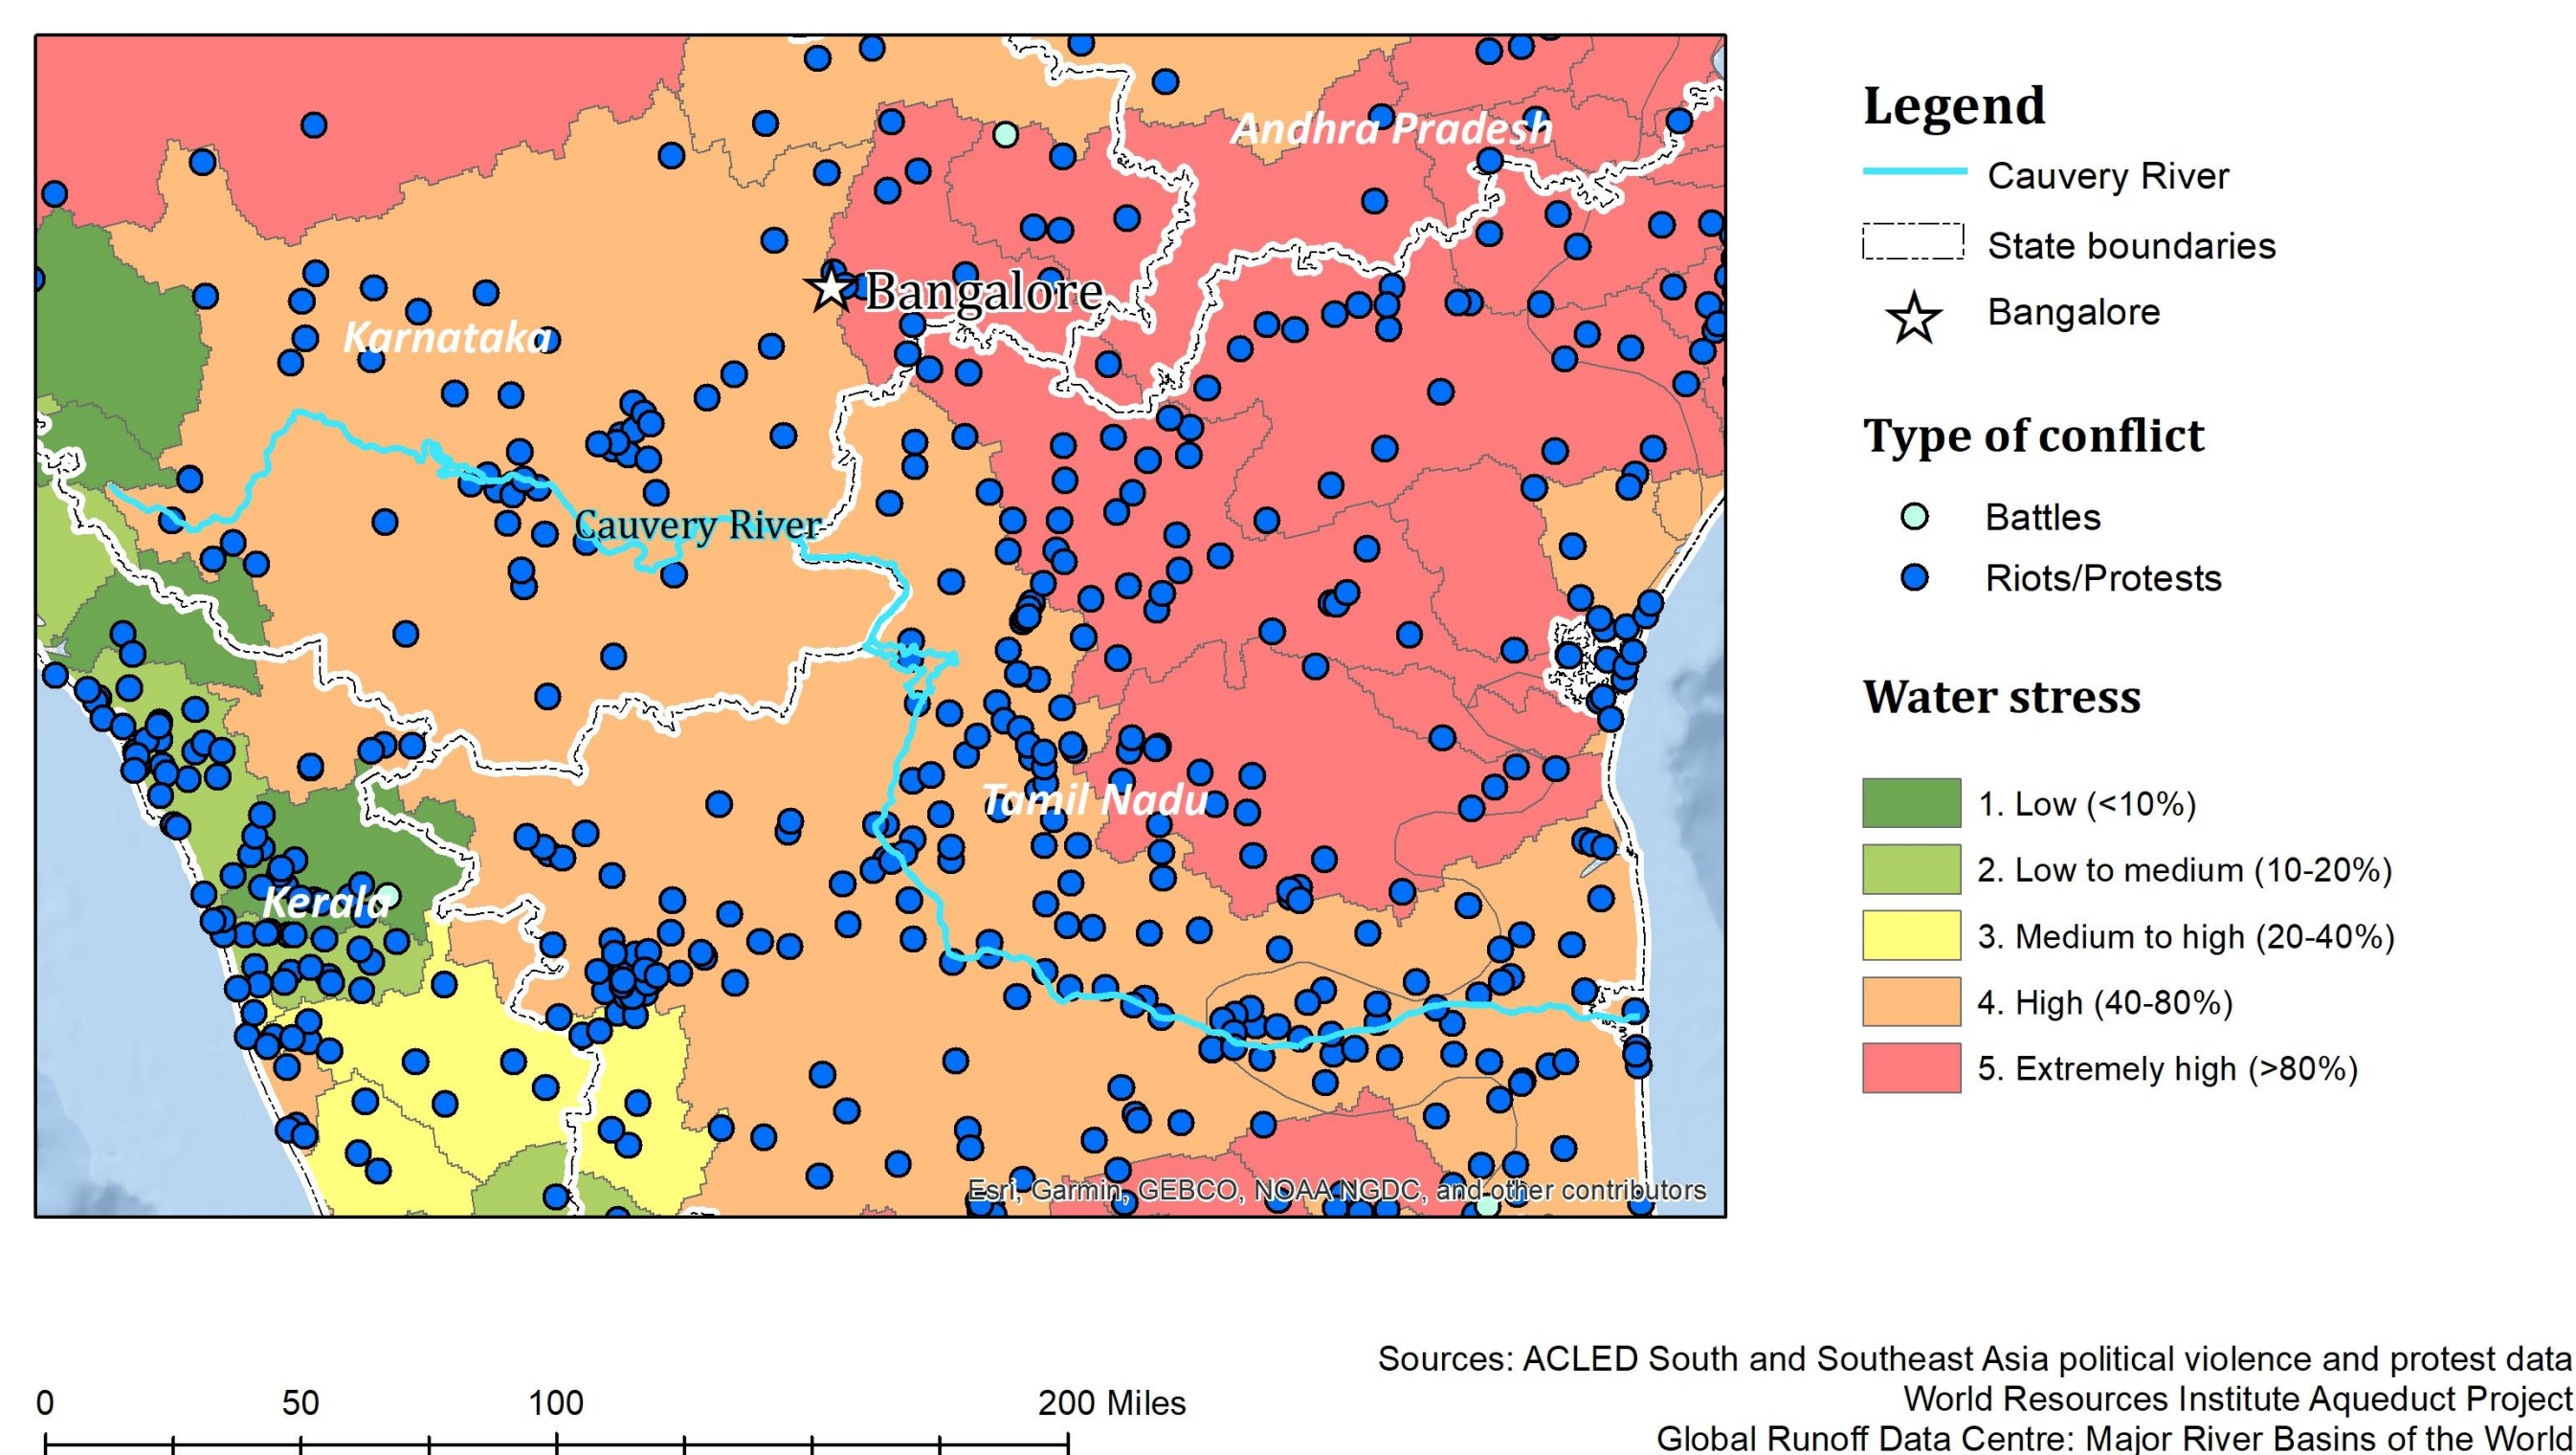 Andhra Pradesh
Bangalore
Karnataka
Cauvery River
Tamil Nadu
Kerala
Esri, Garmin, GEBCO, NOAA NGDC, and other contributors
Legend
Cauvery River
State boundaries
Bangalore
Type of conflict
Battles
Riots/Protests
Water stress
1. Low (<10%)
2. Low to medium (10-20%)
3. Medium to high (20-40%)
4. High (40-80%)
5. Extremely high (>80%)
0 50 100 200 Miles
Sources: ACLED South and Southeast Asia political violence and protest data
World Resources Institute Aqueduct Project
Global Runoff Data Centre: Major River Basins of the World